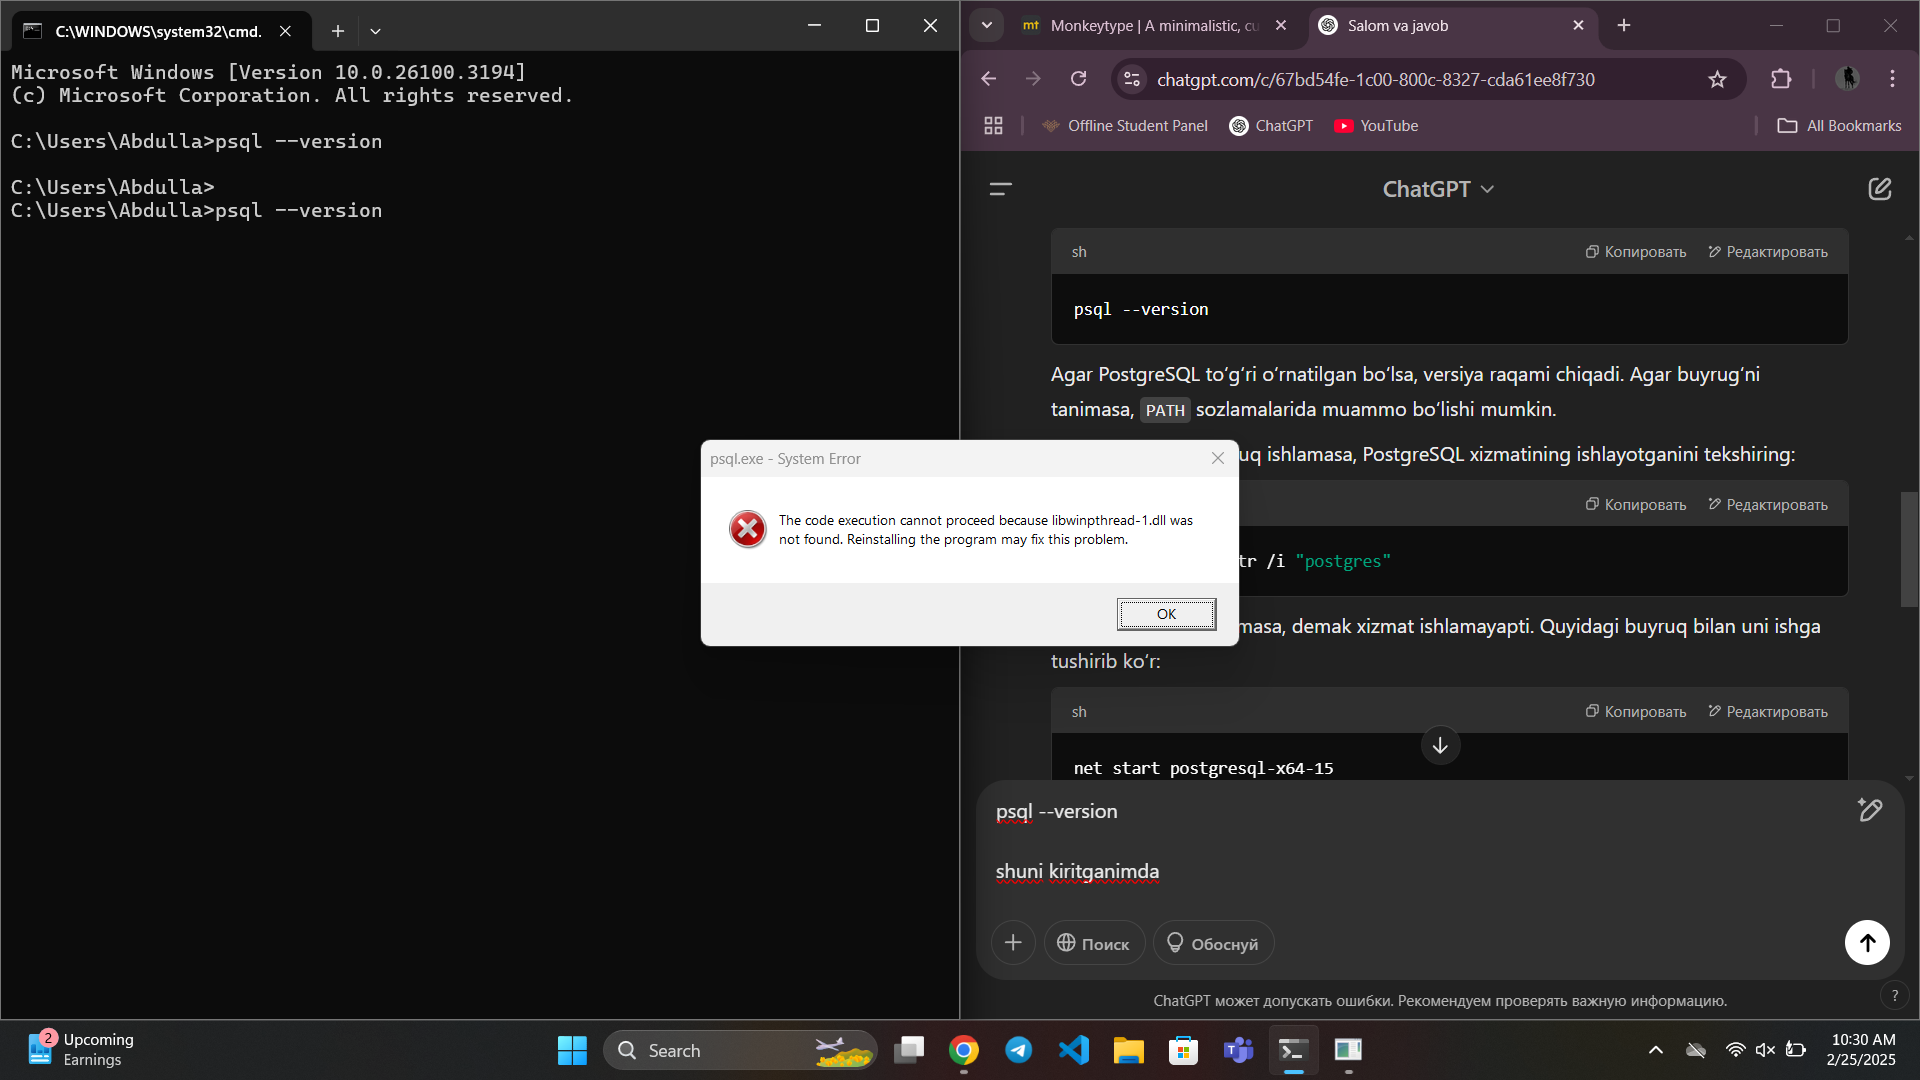 C:\WINDOWS\system32\cmd.
Microsoft Windows [Version 10.0.26100.3194]
(c) Microsoft Corporation. All rights reserved.
C:\Users\Abdulla>psql --version
C:\Users\Abdulla>
C:\Users\Abdulla>psql --version
mt Monkeytype | A minimalistic, cu
Salom va javob
chatgpt.com/c/67bd54fe-1c00-800c-8327-cda61ee8f730
Offline Student Panel
ChatGPT
YouTube
All Bookmarks
ChatGPT
sh
Копировать
Редактировать
psql --version
Agar PostgreSQL to‘g‘ri o‘rnatilgan bo‘lsa, versiya raqami chiqadi. Agar buyrug‘ni
tanimasa, PATH sozlamalarida muammo bo‘lishi mumkin.
uq ishlamasa, PostgreSQL xizmatining ishlayotganini tekshiring:
Копировать
Редактировать
tr /i "postgres"
masa, demak xizmat ishlamayapti. Quyidagi buyruq bilan uni ishga
tushirib ko‘r:
sh
Копировать
Редактировать
net start postgresql-x64-15
psql.exe - System Error
The code execution cannot proceed because libwinpthread-1.dll was
not found. Reinstalling the program may fix this problem.
OK
psql --version
shuni kiritganimda
Поиск
Обоснуй
ChatGPT может допускать ошибки. Рекомендуем проверять важную информацию.
?
2
Upcoming
Earnings
Search
10:30 AM
2/25/2025